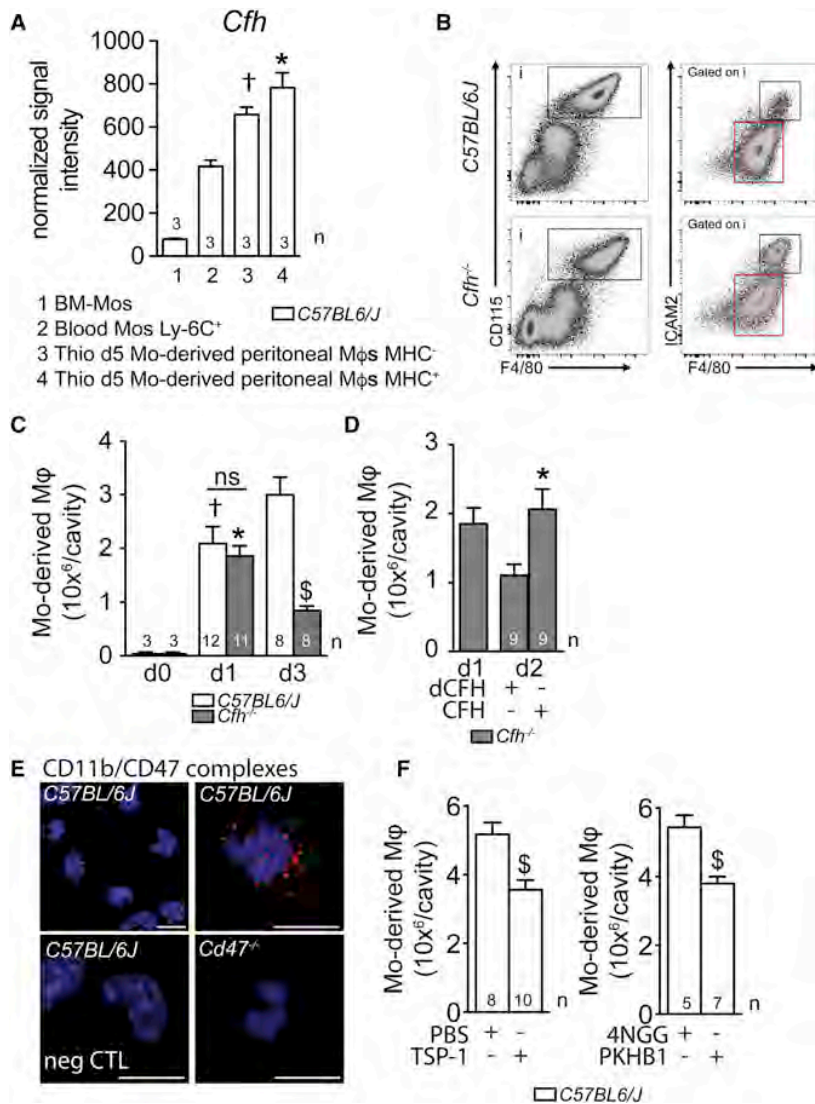 A
Cfh
normalized signal
intensity
1000
800
600
400
200
0
†
*
3
3
3
3
n
1 2 3 4
1 BM-Mos
C57BL6/J
2 Blood Mos Ly-6C⁺
3 Thio d5 Mo-derived peritoneal Mϕs MHC⁻
4 Thio d5 Mo-derived peritoneal Mϕs MHC⁺
B
C57BL/6J
i
Gated on i
Cfh⁻/⁻
i
Gated on i
CD115
ICAM2
F4/80
F4/80
C
Mo-derived Mφ
(10x⁶/cavity)
4
3
2
1
0
ns
†
*
$
3 3 12 11 8 8 n
d0 d1 d3
C57BL6/J
Cfh⁻/⁻
D
Mo-derived Mφ
(10x⁶/cavity)
3
2
1
0
*
9 9 n
d1 d2
dCFH + -
CFH - +
Cfh⁻/⁻
E CD11b/CD47 complexes
C57BL/6J
C57BL/6J
C57BL/6J
Cd47⁻/⁻
neg CTL
F
Mo-derived Mφ
(10x⁶/cavity)
6
4
2
0
$
8 10 n
PBS + -
TSP-1 - +
Mo-derived Mφ
(10x⁶/cavity)
6
4
2
0
$
5 7 n
4NGG + -
PKHB1 - +
C57BL6/J